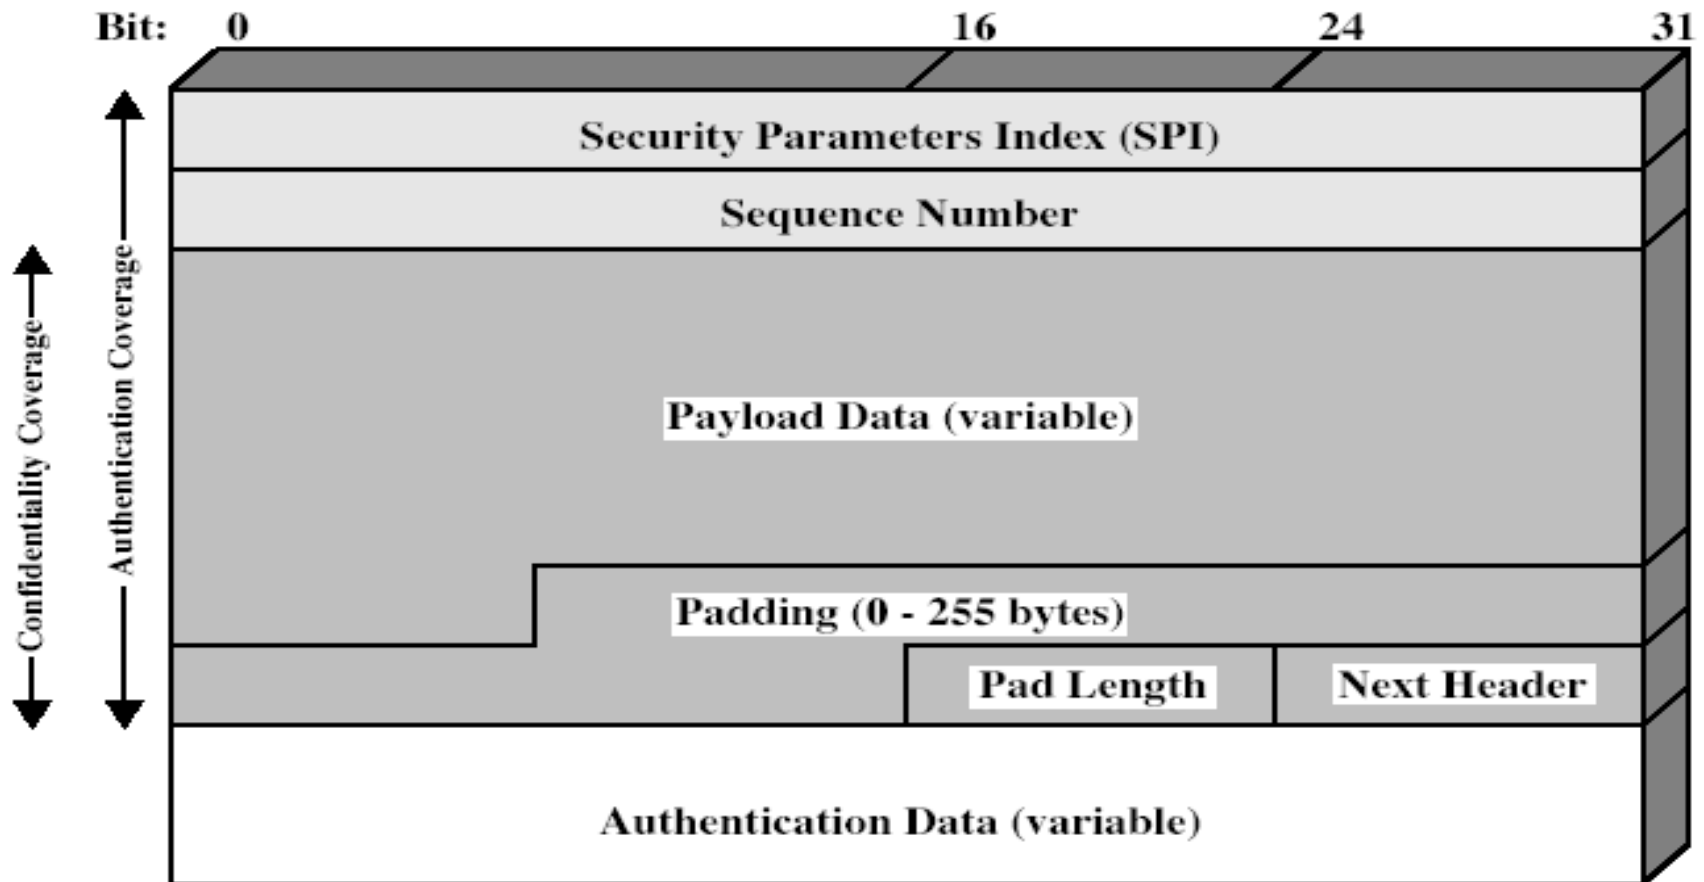 Bit: 0 16 24 31
Security Parameters Index (SPI)
Sequence Number
Confidentiality Coverage
Authentication Coverage
Payload Data (variable)
Padding (0 - 255 bytes)
Pad Length Next Header
Authentication Data (variable)